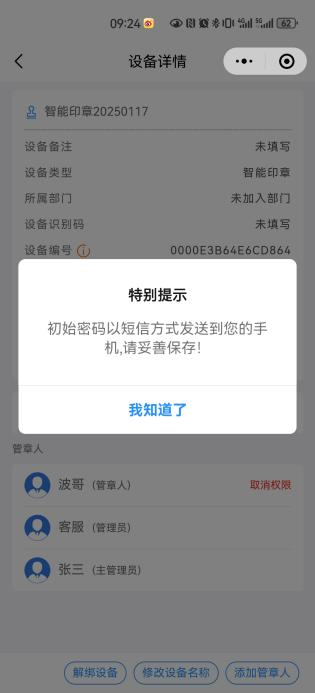 09:24 4G 5G 62
设备详情
智能印章20250117
设备备注 未填写
设备类型 智能印章
所属部门 未加入部门
设备识别码 未填写
设备编号 0000E3B64E6CD864
特别提示
初始密码以短信方式发送到您的手
机,请妥善保存!
我知道了
管章人
波哥 (管章人) 取消权限
客服 (管理员)
张三 (主管理员)
解绑设备 修改设备名称 添加管章人